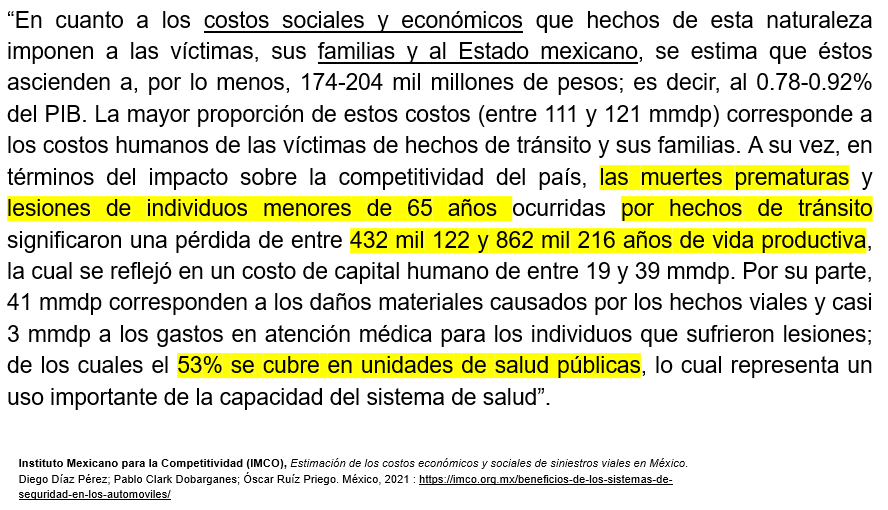 “En cuanto a los costos sociales y económicos que hechos de esta naturaleza
imponen a las víctimas, sus familias y al Estado mexicano, se estima que éstos
ascienden a, por lo menos, 174-204 mil millones de pesos; es decir, al 0.78-0.92%
del PIB. La mayor proporción de estos costos (entre 111 y 121 mmdp) corresponde a
los costos humanos de las víctimas de hechos de tránsito y sus familias. A su vez, en
términos del impacto sobre la competitividad del país, las muertes prematuras y
lesiones de individuos menores de 65 años ocurridas por hechos de tránsito
significaron una pérdida de entre 432 mil 122 y 862 mil 216 años de vida productiva,
la cual se reflejó en un costo de capital humano de entre 19 y 39 mmdp. Por su parte,
41 mmdp corresponden a los daños materiales causados por los hechos viales y casi
3 mmdp a los gastos en atención médica para los individuos que sufrieron lesiones;
de los cuales el 53% se cubre en unidades de salud públicas, lo cual representa un
uso importante de la capacidad del sistema de salud”.
Instituto Mexicano para la Competitividad (IMCO), Estimación de los costos económicos y sociales de siniestros viales en México.
Diego Díaz Pérez; Pablo Clark Dobarganes; Óscar Ruíz Priego. México, 2021 : https://imco.org.mx/beneficios-de-los-sistemas-de-
seguridad-en-los-automoviles/